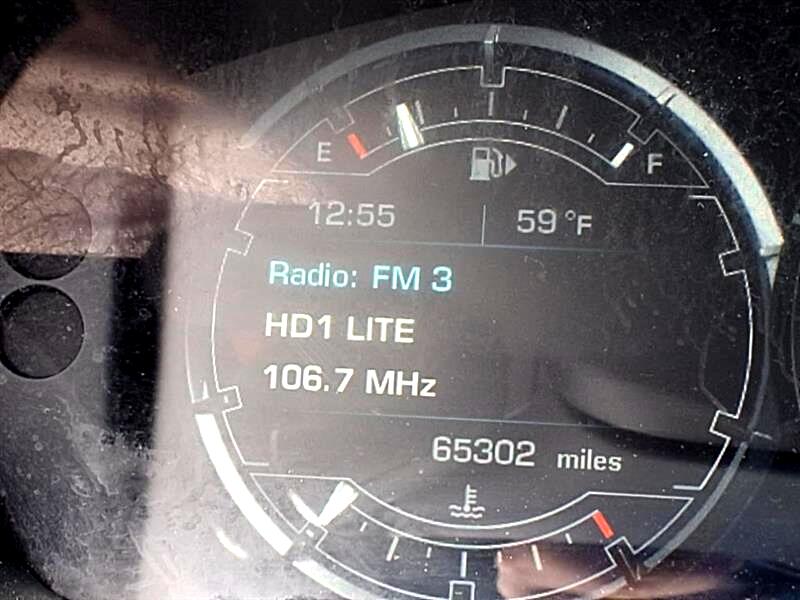 E F
12:55 59 °F
Radio: FM 3
HD1 LITE
106.7 MHz
65302 miles